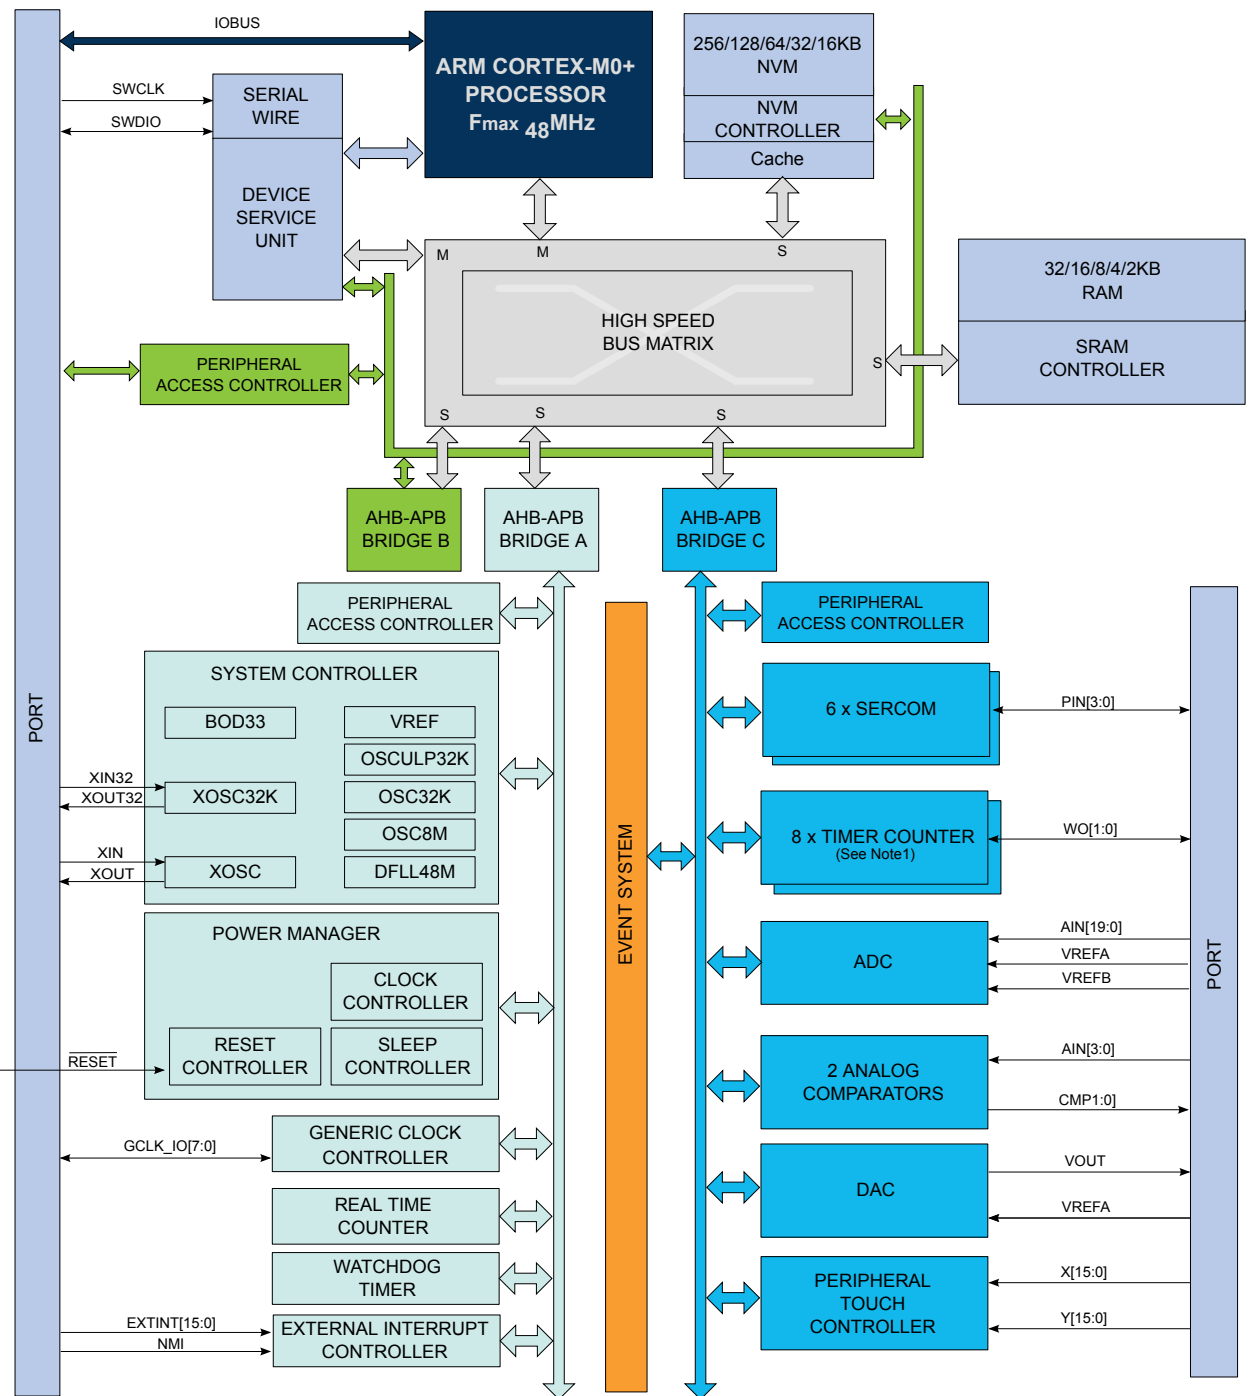 IOBUS
ARM CORTEX-M0+
PROCESSOR
Fmax 48MHz
256/128/64/32/16KB
NVM
NVM
CONTROLLER
Cache
SWCLK
SWDIO
SERIAL
WIRE
DEVICE
SERVICE
UNIT
M
M
S
HIGH SPEED
BUS MATRIX
S
S
S
S
32/16/8/4/2KB
RAM
SRAM
CONTROLLER
PERIPHERAL
ACCESS CONTROLLER
AHB-APB
BRIDGE B
AHB-APB
BRIDGE A
AHB-APB
BRIDGE C
PORT
PERIPHERAL
ACCESS CONTROLLER
SYSTEM CONTROLLER
BOD33
VREF
OSCULP32K
XOSC32K
OSC32K
OSC8M
XOSC
DFLL48M
XIN32
XOUT32
XIN
XOUT
POWER MANAGER
CLOCK
CONTROLLER
RESET
CONTROLLER
SLEEP
CONTROLLER
RESET
GCLK_IO[7:0]
GENERIC CLOCK
CONTROLLER
REAL TIME
COUNTER
WATCHDOG
TIMER
EXTINT[15:0]
NMI
EXTERNAL INTERRUPT
CONTROLLER
EVENT SYSTEM
PERIPHERAL
ACCESS CONTROLLER
6 x SERCOM
PIN[3:0]
8 x TIMER COUNTER
(See Note1)
WO[1:0]
ADC
AIN[19:0]
VREFA
VREFB
2 ANALOG
COMPARATORS
AIN[3:0]
CMP1:0]
DAC
VOUT
VREFA
PERIPHERAL
TOUCH
CONTROLLER
X[15:0]
Y[15:0]
PORT